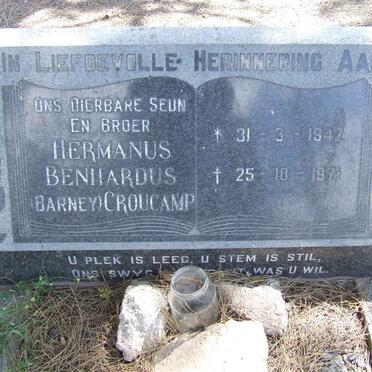 In Liefdevolle Herinnering Aan
Ons Dierbare Seun
En Broer
Hermanus
Benhardus
(Barney) Croucamp
* 31 - 3 - 1942
† 25 - 10 - 1971
U PLEK IS LEEG, U STEM IS STIL,
ONS WAS U WIL.